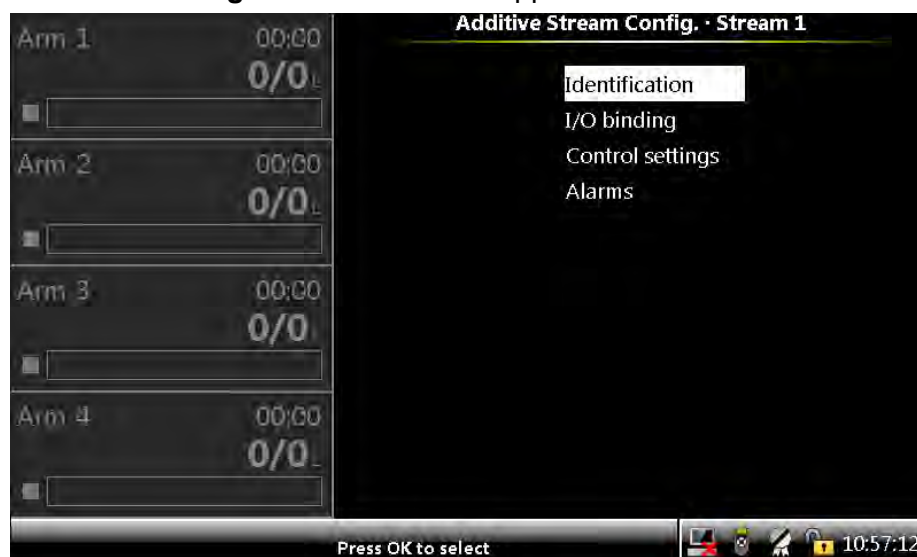 Additive Stream Config. · Stream 1
Arm 1 00:00
0/0 L
Arm 2 00:00
0/0 L
Arm 3 00:00
0/0
Arm 4 00:00
0/0
Identification
I/O binding
Control settings
Alarms
Press OK to select
10:57:12